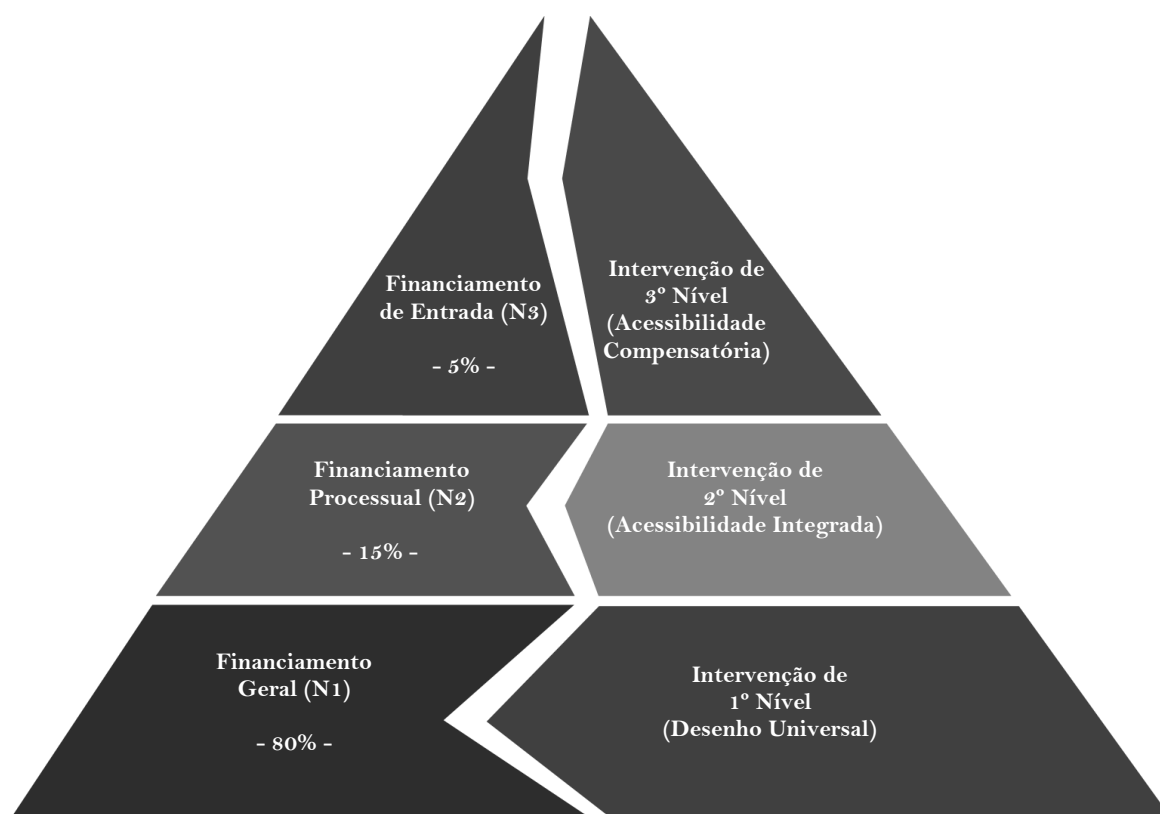 Financiamento
de Entrada (N3)
- 5% -
Intervenção de
3º Nível
(Acessibilidade
Compensatória)
Financiamento
Processual (N2)
- 15% -
Intervenção de
2º Nível
(Acessibilidade Integrada)
Financiamento
Geral (N1)
- 80% -
Intervenção de
1º Nível
(Desenho Universal)